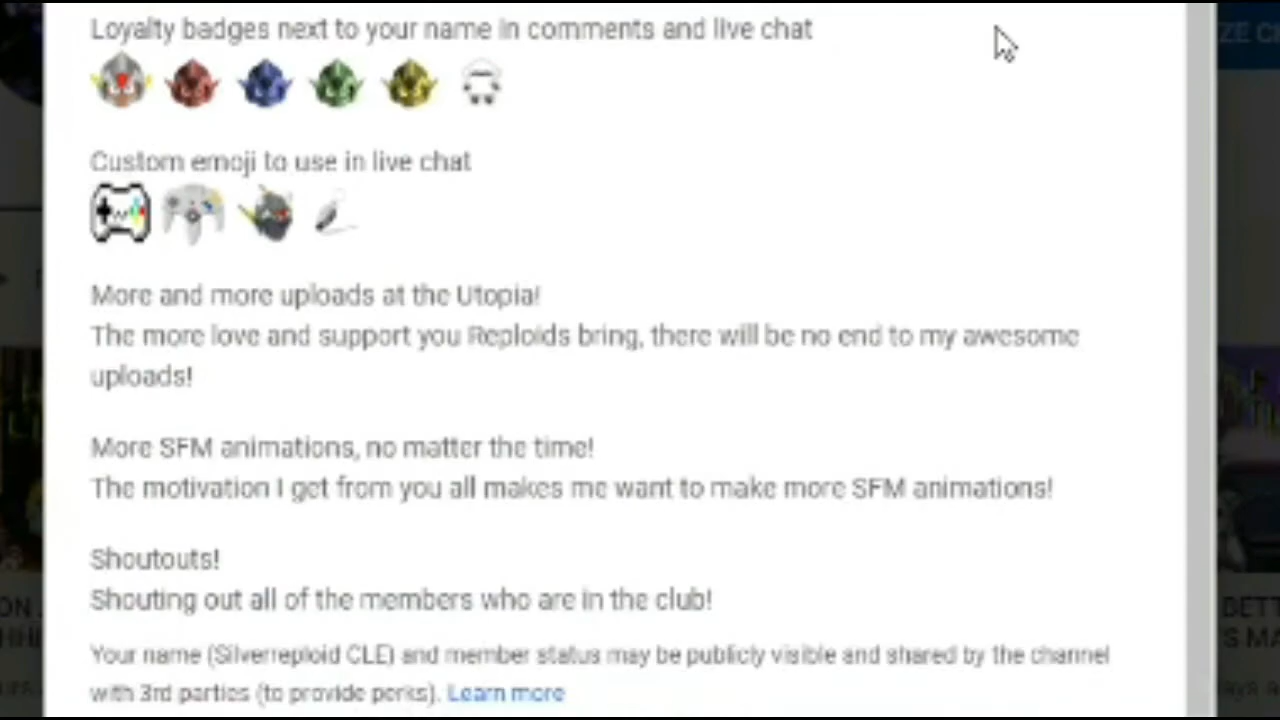 Loyalty badges next to your name in comments and live chat
Custom emoji to use in live chat
More and more uploads at the Utopia!
The more love and support you Reploids bring, there will be no end to my awesome
uploads!
More SFM animations, no matter the time!
The motivation I get from you all makes me want to make more SFM animations!
Shoutouts!
Shouting out all of the members who are in the club!
Your name (Silverreploid CLE) and member status may be publicly visible and shared by the channel
with 3rd parties (to provide perks). Learn more